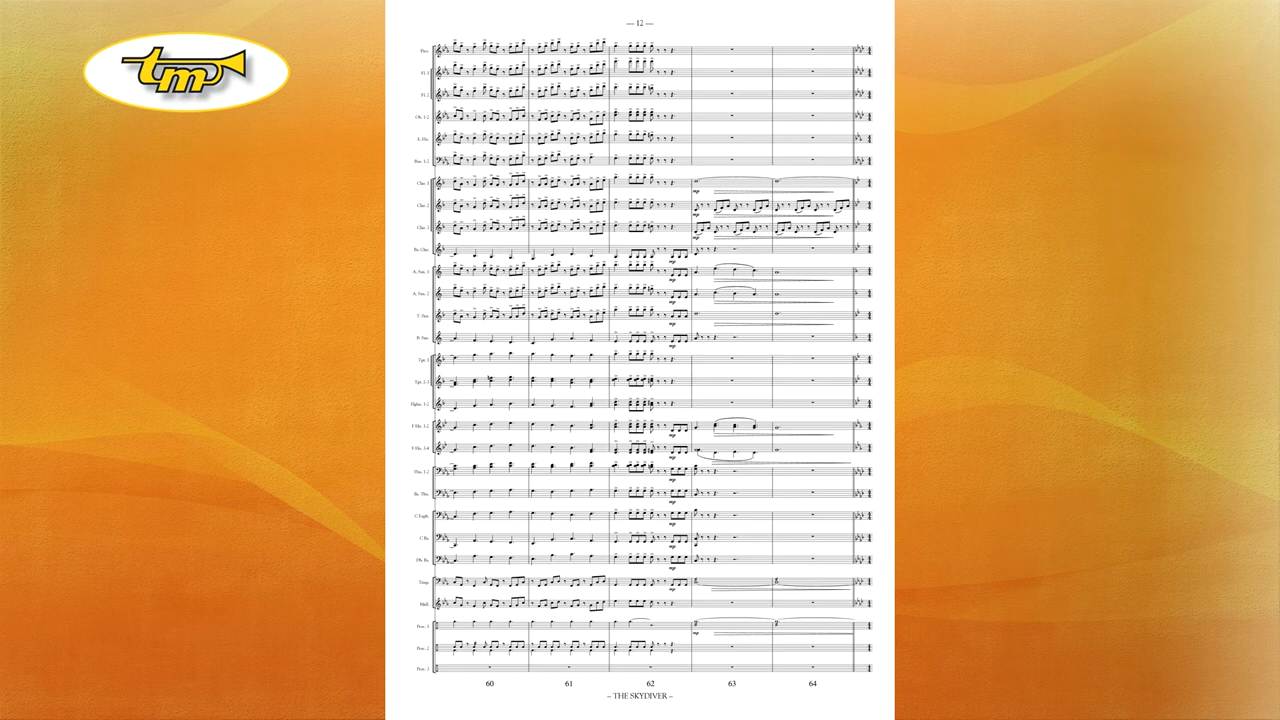 — 12 —
tm
Picc.
Fl. 1
Fl. 2
Ob. 1-2
E. Hn.
Bsn. 1-2
Clar. 1
Clar. 2
Clar. 3
Bs. Clar.
A. Sax. 1
A. Sax. 2
T. Sax.
B. Sax.
Tpt. 1
Tpt. 2-3
Flghn. 1-2
F Hn. 1-2
F Hn. 3-4
Tbn. 1-2
Bs. Tbn.
C Euph.
C Bs.
Db. Bs.
Timp.
Mall.
Perc. 1
Perc. 2
Perc. 3
60 61 62 63 64
– THE SKYDIVER –